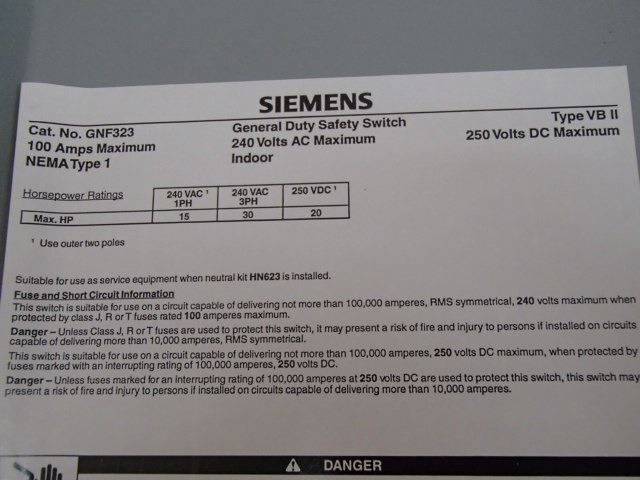 SIEMENS
Cat. No. GNF323
100 Amps Maximum
NEMA Type 1
General Duty Safety Switch
240 Volts AC Maximum
Indoor
Type VB II
250 Volts DC Maximum
Horsepower Ratings
240 VAC ¹ 240 VAC 250 VDC ¹
1PH 3PH
Max. HP 15 30 20
¹ Use outer two poles
Suitable for use as service equipment when neutral kit HN623 is installed.
Fuse and Short Circuit Information
This switch is suitable for use on a circuit capable of delivering not more than 100,000 amperes, RMS symmetrical, 240 volts maximum when
protected by class J, R or T fuses rated 100 amperes maximum.
Danger – Unless Class J, R or T fuses are used to protect this switch, it may present a risk of fire and injury to persons if installed on circuits
capable of delivering more than 10,000 amperes, RMS symmetrical.
This switch is suitable for use on a circuit capable of delivering not more than 100,000 amperes, 250 volts DC maximum, when protected by
fuses marked with an interrupting rating of 100,000 amperes, 250 volts DC.
Danger – Unless fuses marked for an interrupting rating of 100,000 amperes at 250 volts DC are used to protect this switch, this switch may
present a risk of fire and injury to persons if installed on circuits capable of delivering more than 10,000 amperes.
DANGER